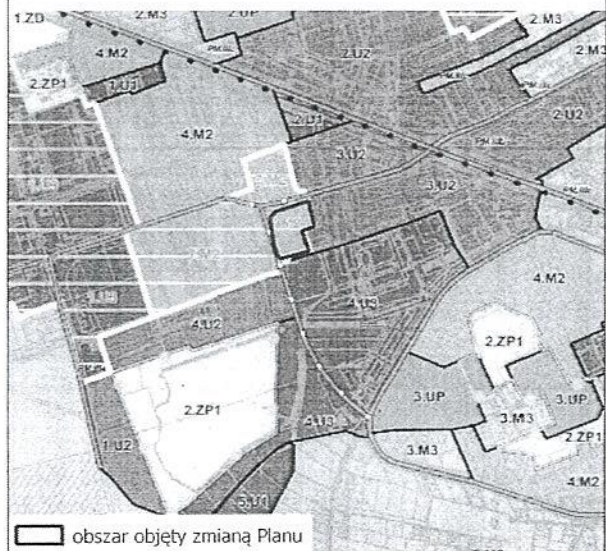 1.ZD
2.M3
2.UP
2.M3
4.M2
2.U2
2.M3
1.U1
2.ZP1
2.U1
2.U2
4.M2
3.U2
3.U2
4.M2
4.U3
4.U2
2.ZP1
2.ZP1
3.UP
3.UP
3.M3
4.U3
2.ZP1
1.U2
3.M3
4.M2
5.U1
obszar objęty zmianą Planu